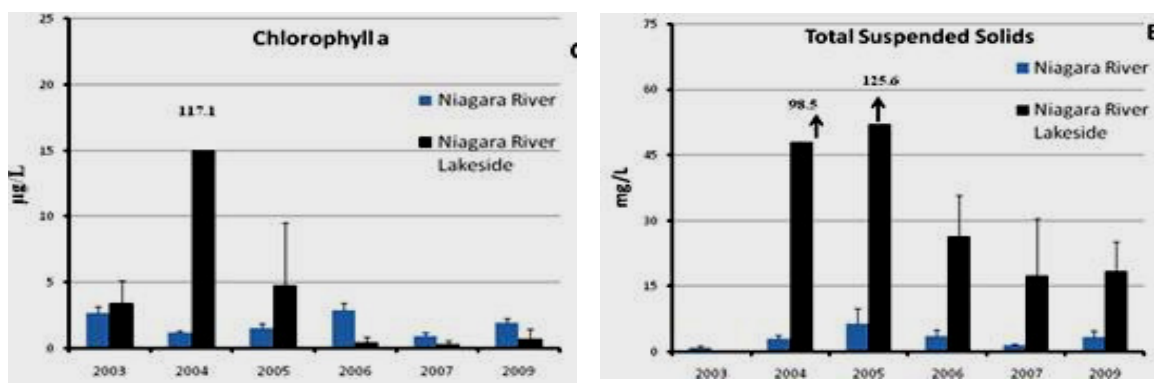 Chlorophyll a
C
25
20
15
10
5
0
µg/L
117.1
Niagara River
Niagara River
Lakeside
2003 2004 2005 2006 2007 2009
Total Suspended Solids
E
75
60
45
30
15
0
mg/L
98.5
125.6
Niagara River
Niagara River
Lakeside
2003 2004 2005 2006 2007 2009